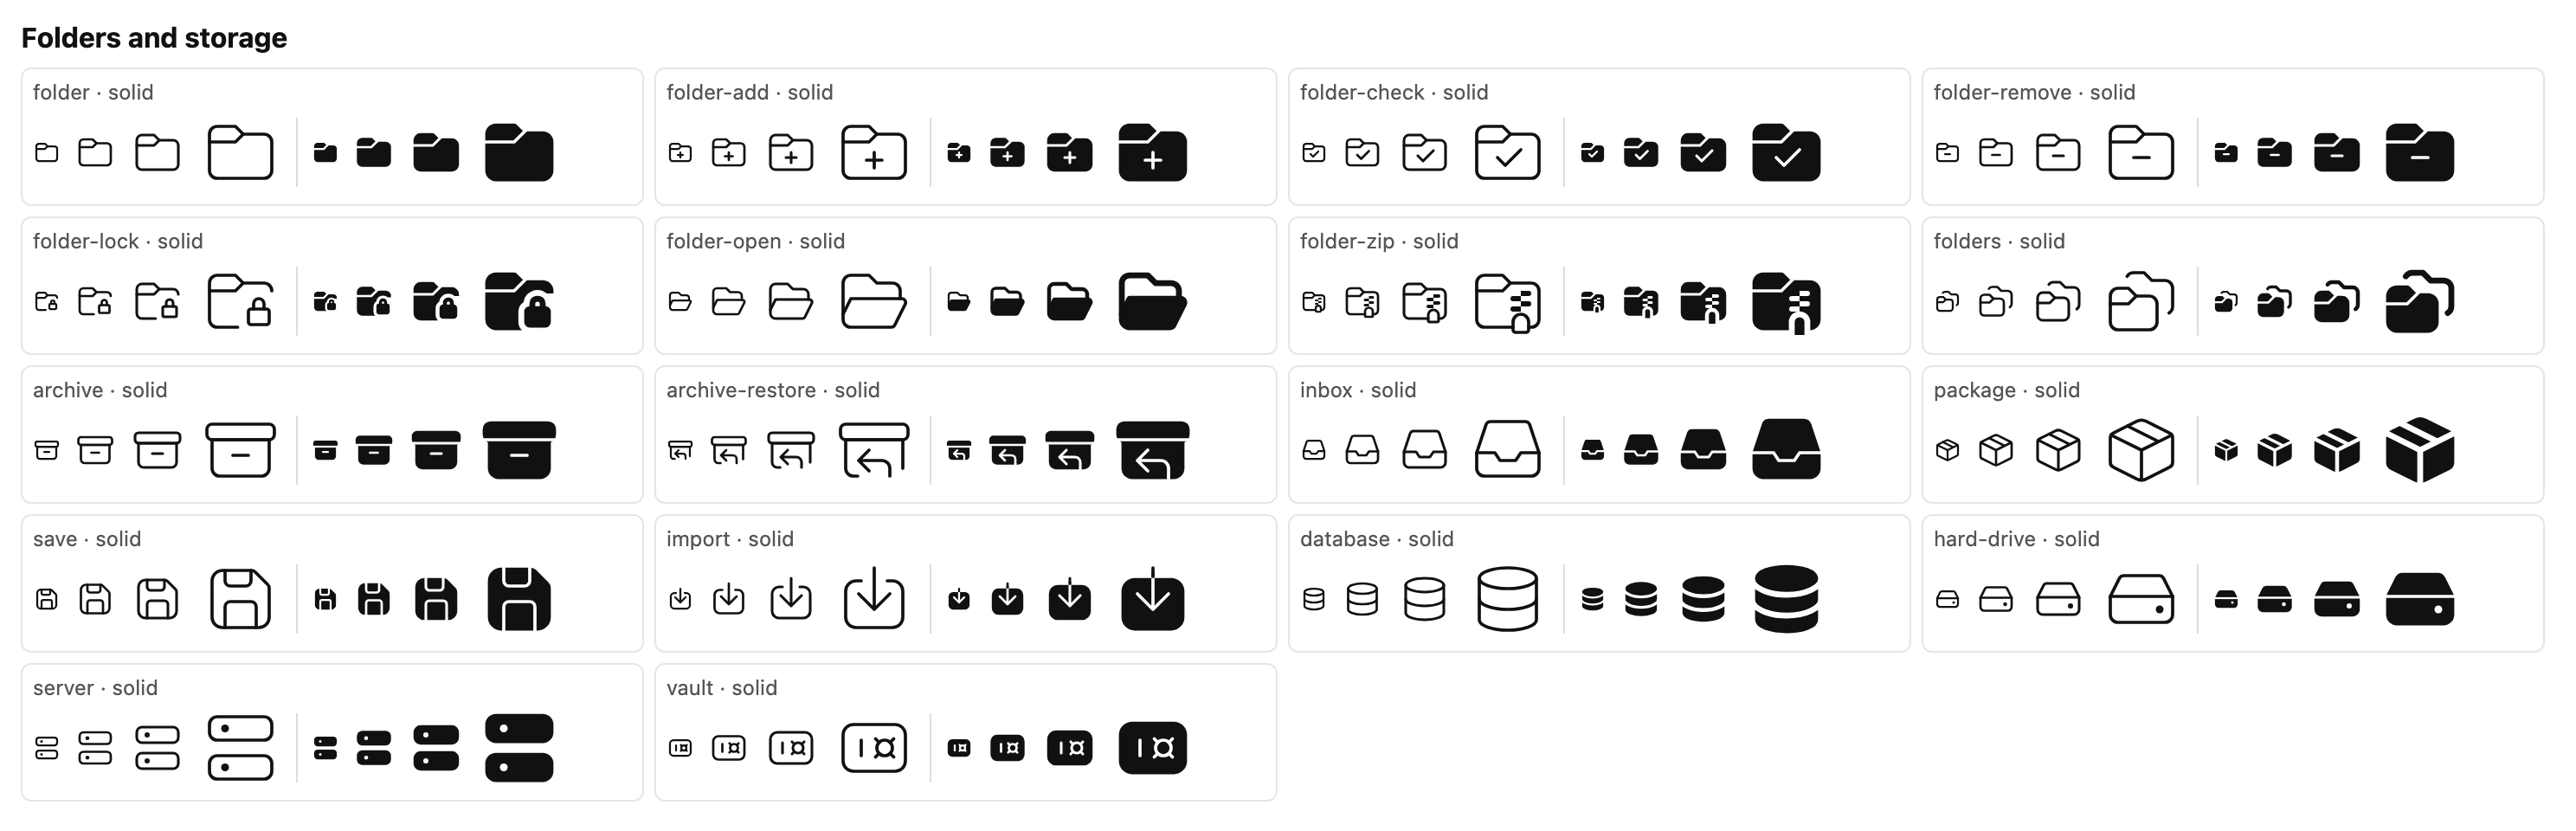 Folders and storage
folder · solid
folder-add · solid
folder-check · solid
folder-remove · solid
folder-lock · solid
folder-open · solid
folder-zip · solid
folders · solid
archive · solid
archive-restore · solid
inbox · solid
package · solid
save · solid
import · solid
database · solid
hard-drive · solid
server · solid
vault · solid